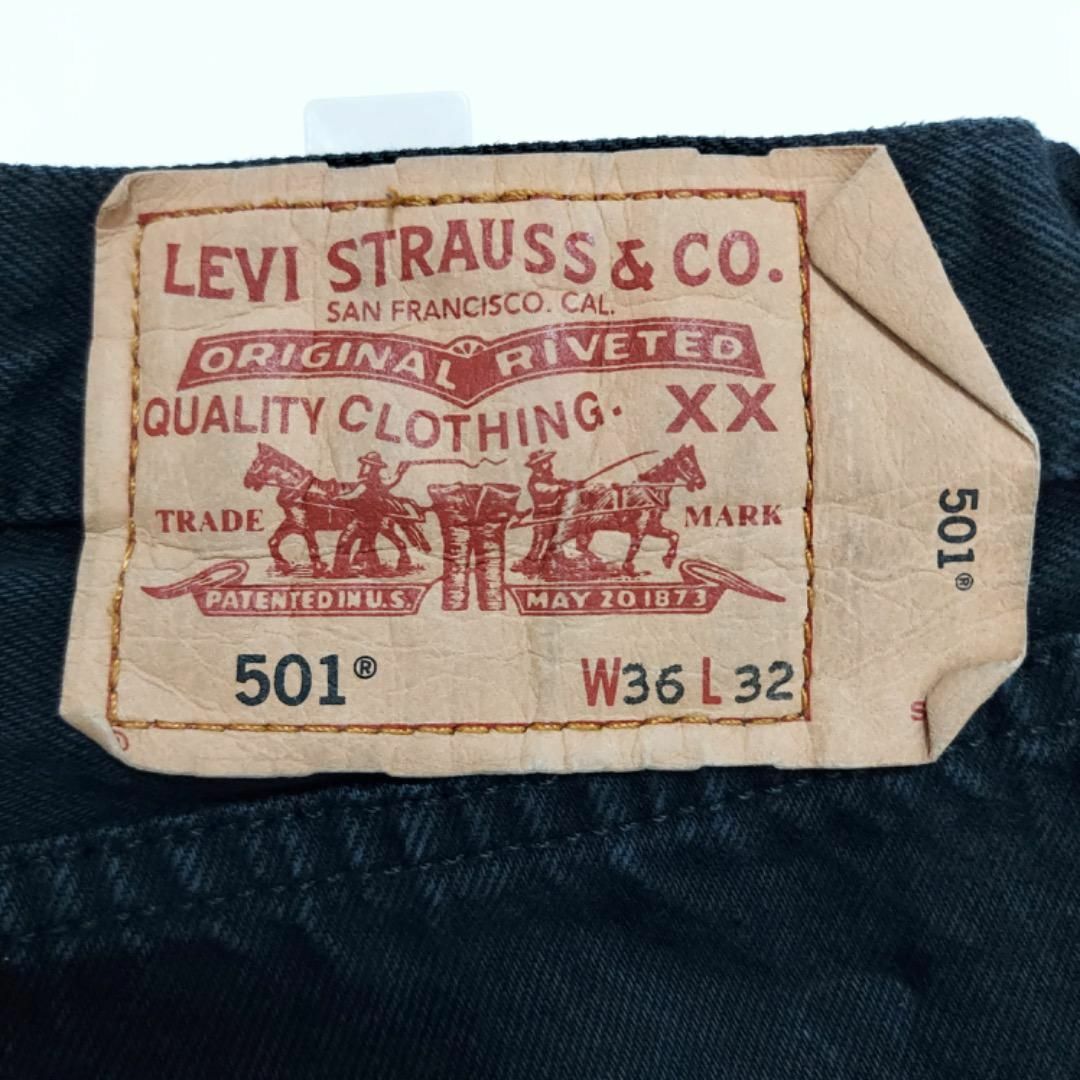 LEVI STRAUSS & CO.
SAN FRANCISCO. CAL.
ORIGINAL RIVETED
QUALITY CLOTHING. XX
TRADE MARK
PATENTED IN U.S. MAY 20 1873
501® W36 L32
501®
S
®